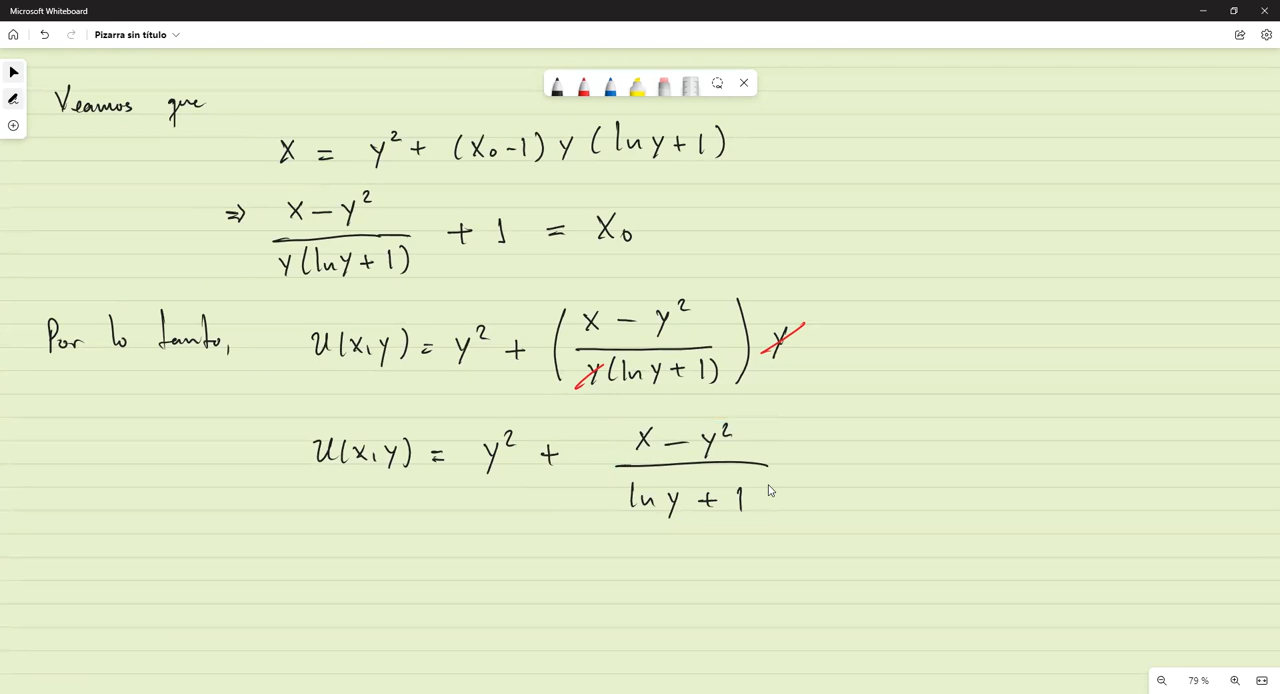 Microsoft Whiteboard
Pizarra sin título
Veamos que
x = y² + (x₀-1) y (ln y + 1)
⇒ (x - y²)/(y(ln y + 1)) + 1 = x₀
Por lo tanto, u(x,y) = y² + ((x - y²)/(y(ln y + 1))) y
u(x,y) = y² + (x - y²)/(ln y + 1)
79 %